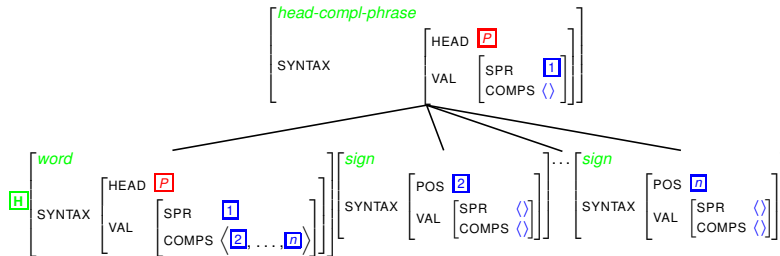 head-compl-phrase
HEAD P
SYNTAX VAL SPR 1
COMPS ⟨⟩
word sign ... sign
H SYNTAX HEAD P SYNTAX POS 2 SYNTAX POS n
VAL SPR 1 VAL SPR ⟨⟩ VAL SPR ⟨⟩
COMPS ⟨2, ..., n⟩ COMPS ⟨⟩ COMPS ⟨⟩